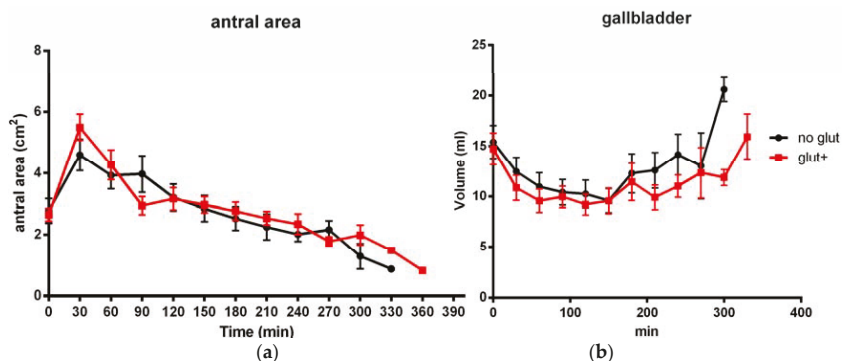 antral area
8
6
4
2
0
antral area (cm²)
0 30 60 90 120 150 180 210 240 270 300 330 360 390
Time (min)
(a)
gallbladder
25
20
15
10
5
0
Volume (ml)
0 100 200 300 400
min
no glut
glut+
(b)